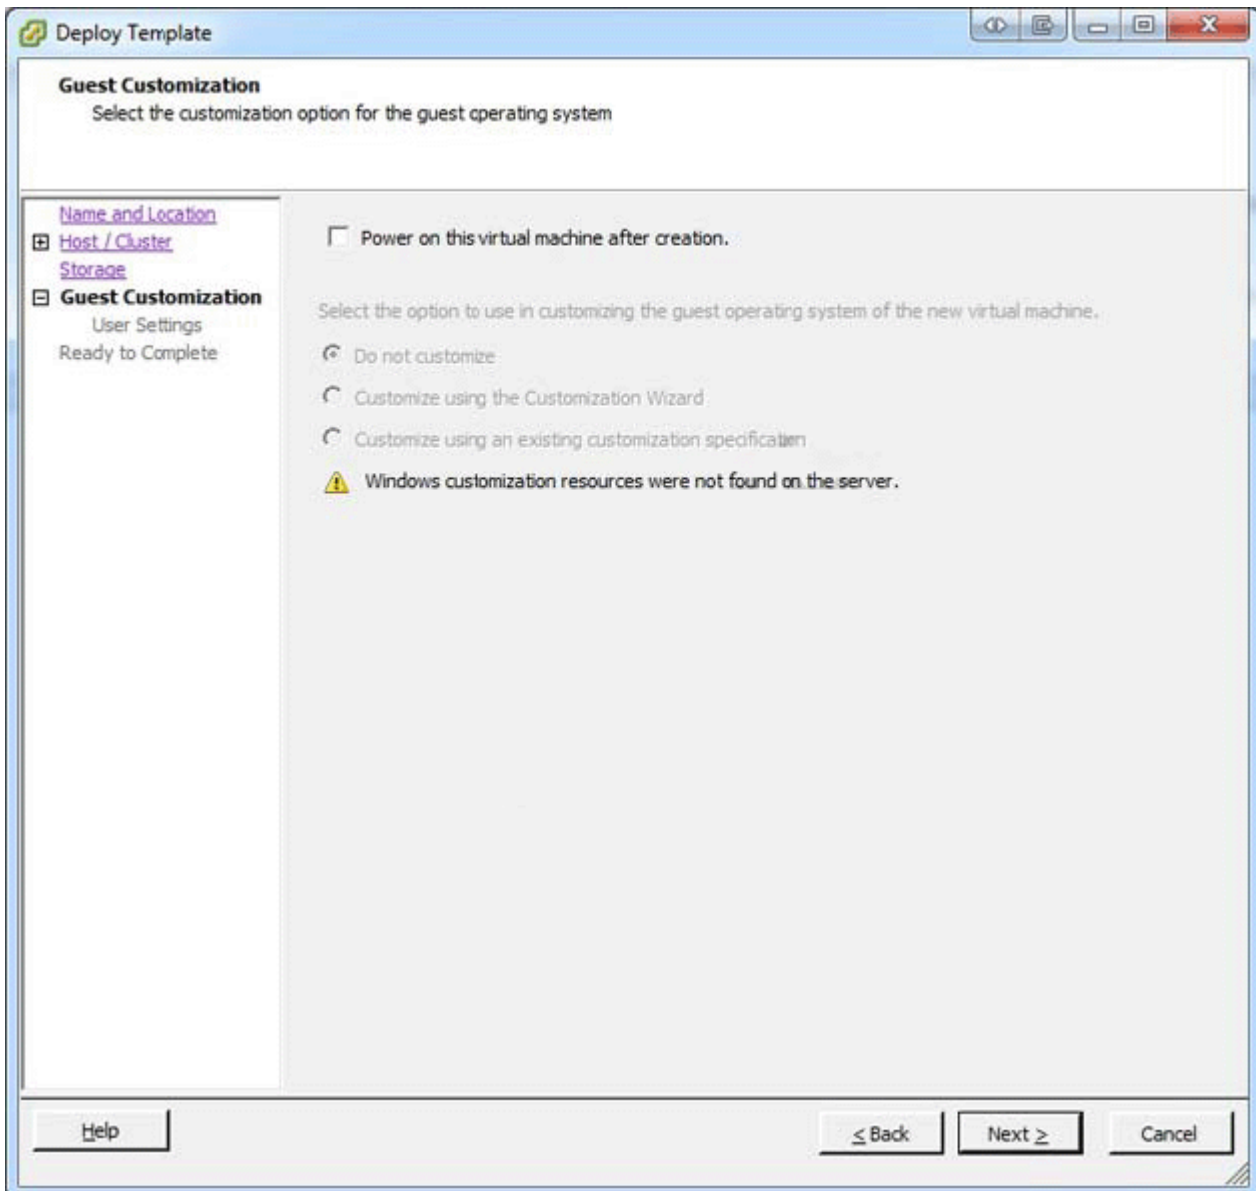 Deploy Template
Guest Customization
Select the customization option for the guest operating system
Name and Location
Host / Cluster
Storage
Guest Customization
User Settings
Ready to Complete
Power on this virtual machine after creation.
Select the option to use in customizing the guest operating system of the new virtual machine.
Do not customize
Customize using the Customization Wizard
Customize using an existing customization specification
Windows customization resources were not found on the server.
Help
< Back
Next >
Cancel